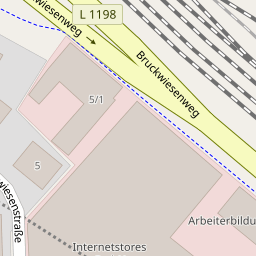 wiesenweg
L 1198
Bruckwiesenweg
5/1
5
wiesenstraße
Arbeiterbildu
Internetstores